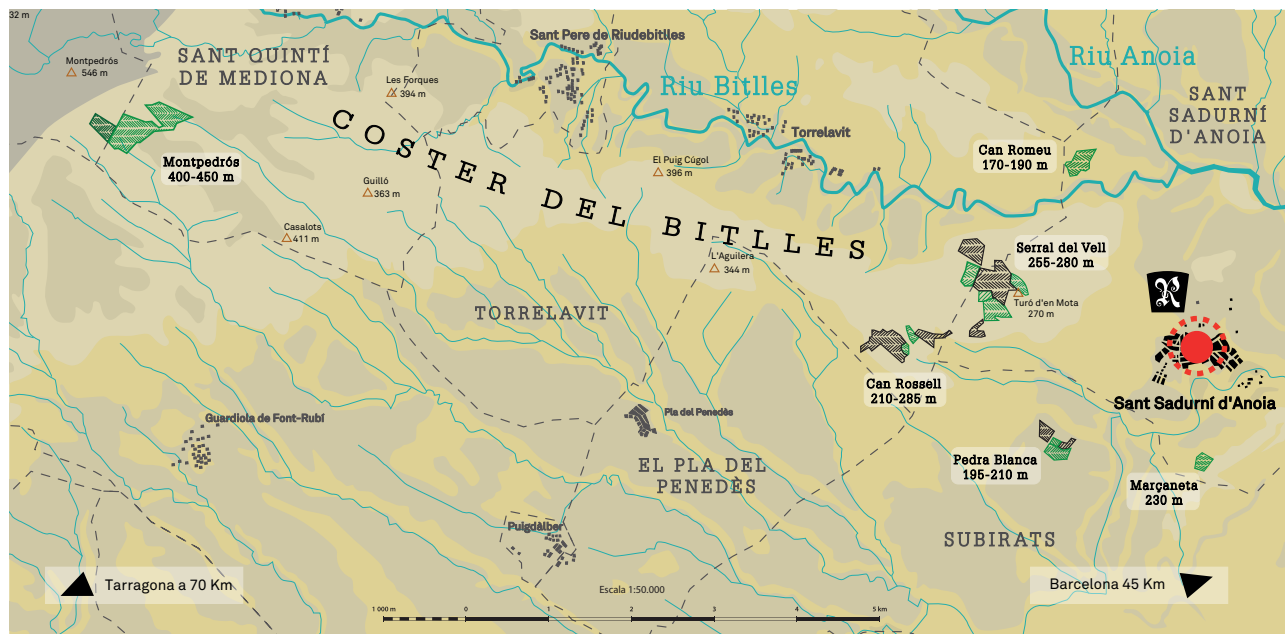 32 m
Montpedrós
546 m
SANT QUINTÍ
DE MEDIONA
Les Forques
394 m
Sant Pere de Riudebitlles
Riu Bitlles
Riu Anoia
SANT
SADURNÍ
D'ANOIA
Torrelavit
Can Romeu
170-190 m
Montpedrós
400-450 m
COSTER DEL BITLLES
El Puig Cúgol
396 m
Guilló
363 m
Casalots
411 m
L'Aguilera
344 m
Serral del Vell
255-280 m
Turó d'en Mota
270 m
R
TORRELAVIT
Can Rossell
210-285 m
Sant Sadurní d'Anoia
Guardiola de Font-Rubí
Pla del Penedès
EL PLA DEL
PENEDÈS
Pedra Blanca
195-210 m
Marçaneta
230 m
Puigdàlber
SUBIRATS
Tarragona a 70 Km
Escala 1:50.000
Barcelona 45 Km
1 000 m 0 1 2 3 4 5 km